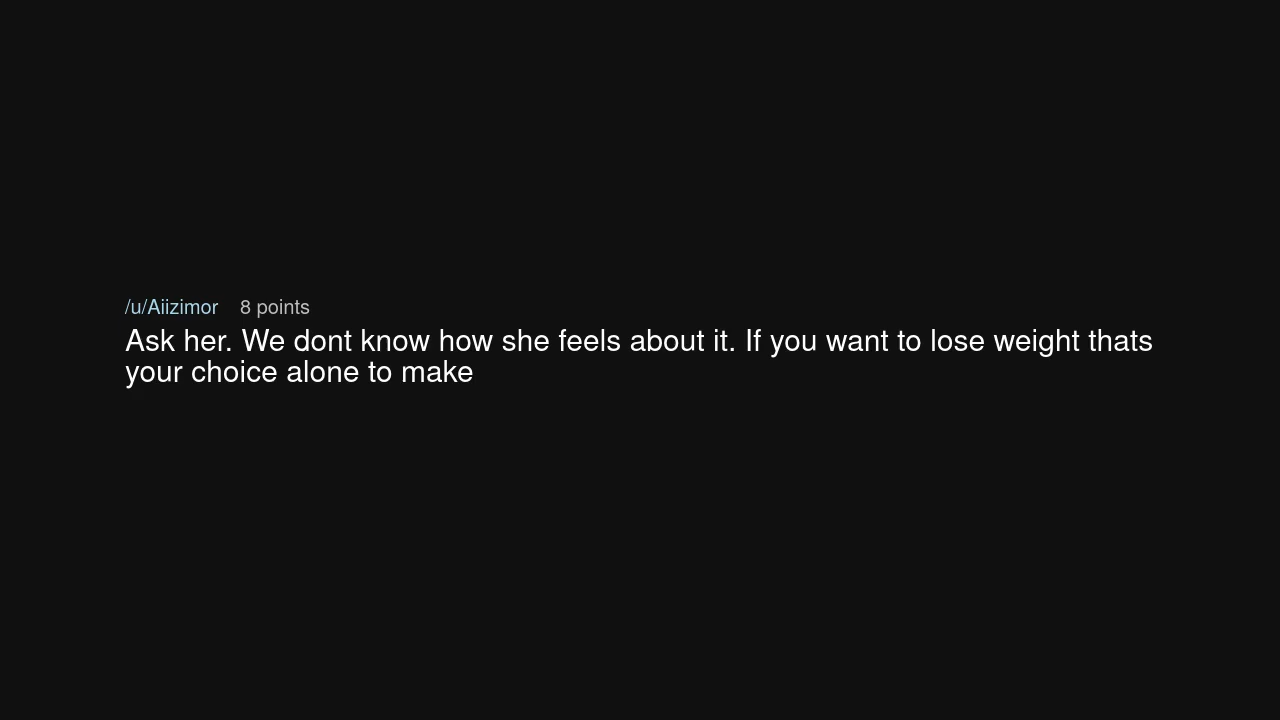 /u/Aiizimor 8 points
Ask her. We dont know how she feels about it. If you want to lose weight thats
your choice alone to make